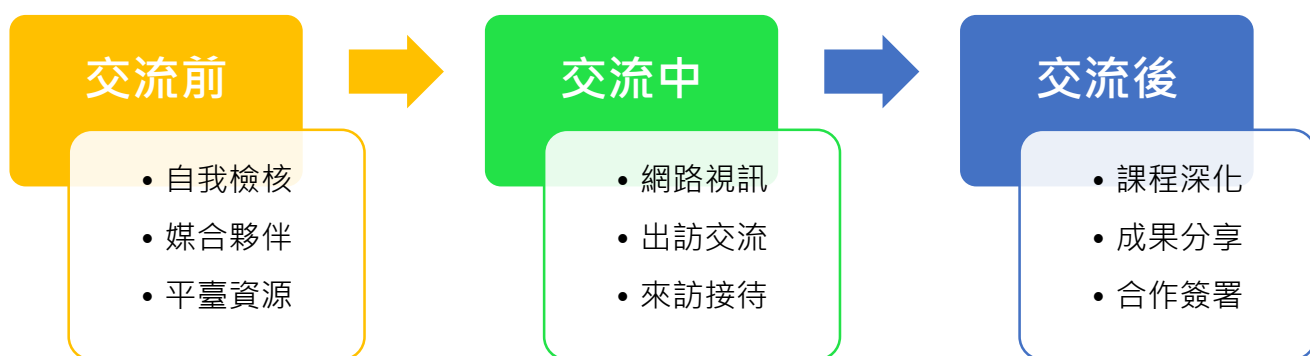 交流前
• 自我檢核
• 媒合夥伴
• 平臺資源
交流中
• 網路視訊
• 出訪交流
• 來訪接待
交流後
• 課程深化
• 成果分享
• 合作簽署